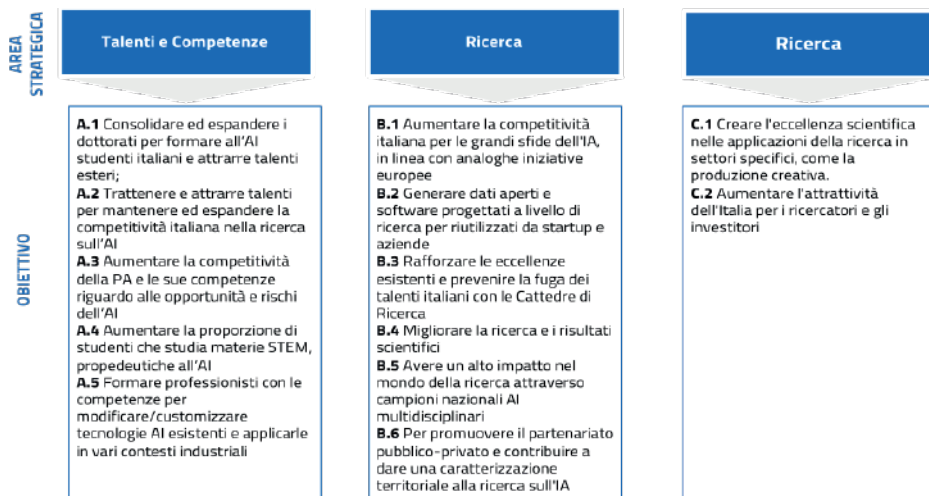 AREA
STRATEGICA
Talenti e Competenze
Ricerca
Ricerca
OBIETTIVO
A.1 Consolidare ed espandere i
dottorati per formare all'AI
studenti italiani e attrarre talenti
esteri;
A.2 Trattenere e attrarre talenti
per mantenere ed espandere la
competitività italiana nella ricerca
sull'AI
A.3 Aumentare la competitività
della PA e le sue competenze
riguardo alle opportunità e rischi
dell'AI
A.4 Aumentare la proporzione di
studenti che studia materie STEM,
propedeutiche all'AI
A.5 Formare professionisti con le
competenze per
modificare/customizzare
tecnologie AI esistenti e applicarle
in vari contesti industriali
B.1 Aumentare la competitività
italiana per le grandi sfide dell'IA,
in linea con analoghe iniziative
europee
B.2 Generare dati aperti e
software progettati a livello di
ricerca per riutilizzati da startup e
aziende
B.3 Rafforzare le eccellenze
esistenti e prevenire la fuga dei
talenti italiani con le Cattedre di
Ricerca
B.4 Migliorare la ricerca e i risultati
scientifici
B.5 Avere un alto impatto nel
mondo della ricerca attraverso
campioni nazionali AI
multidisciplinari
B.6 Per promuovere il partenariato
pubblico-privato e contribuire a
dare una caratterizzazione
territoriale alla ricerca sull'IA
C.1 Creare l'eccellenza scientifica
nelle applicazioni della ricerca in
settori specifici, come la
produzione creativa.
C.2 Aumentare l'attrattività
dell'Italia per i ricercatori e gli
investitori